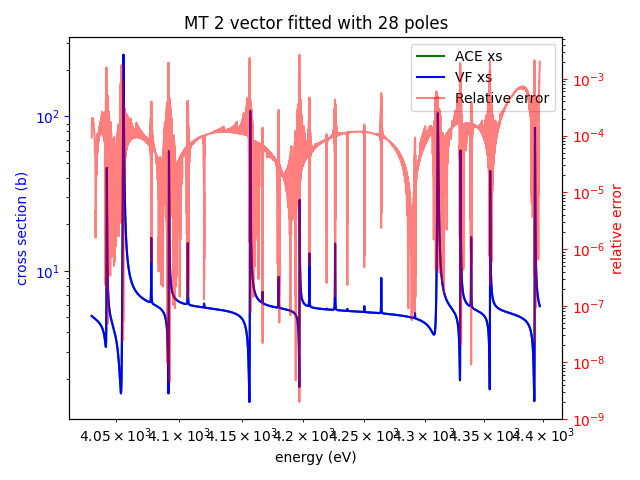 MT 2 vector fitted with 28 poles
ACE xs
VF xs
Relative error
10²
10¹
cross section (b)
10⁻³
10⁻⁴
10⁻⁵
10⁻⁶
10⁻⁷
10⁻⁸
10⁻⁹
relative error
4.05 × 10³ 4.1 × 10³ 4.15 × 10³ 4.2 × 10³ 4.25 × 10³ 4.3 × 10³ 4.35 × 10³ 4.4 × 10³
energy (eV)